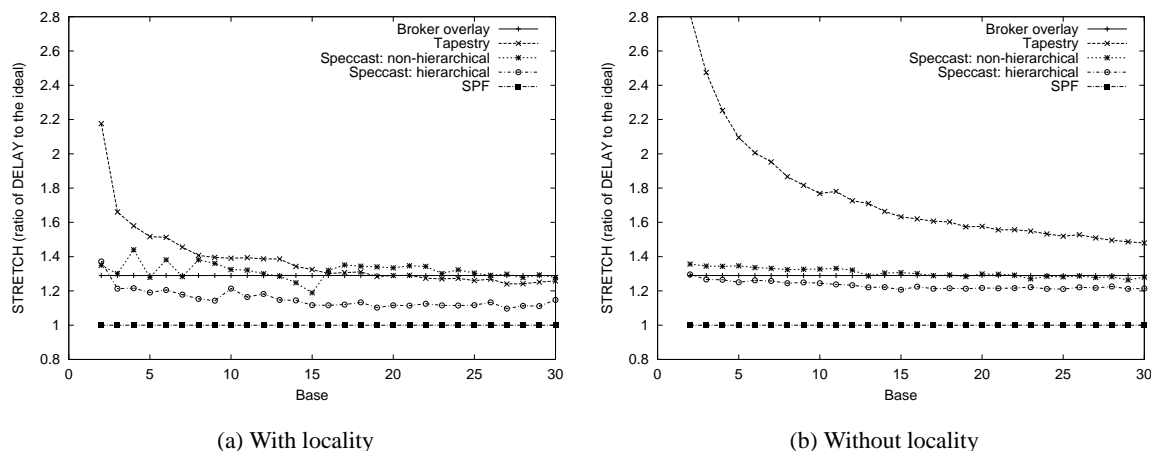 2.8
2.6
2.4
2.2
2
1.8
1.6
1.4
1.2
1
0.8
0 5 10 15 20 25 30
STRETCH (ratio of DELAY to the ideal)
Base
Broker overlay
Tapestry
Speccast: non-hierarchical
Speccast: hierarchical
SPF
(a) With locality
2.8
2.6
2.4
2.2
2
1.8
1.6
1.4
1.2
1
0.8
0 5 10 15 20 25 30
STRETCH (ratio of DELAY to the ideal)
Base
Broker overlay
Tapestry
Speccast: non-hierarchical
Speccast: hierarchical
SPF
(b) Without locality